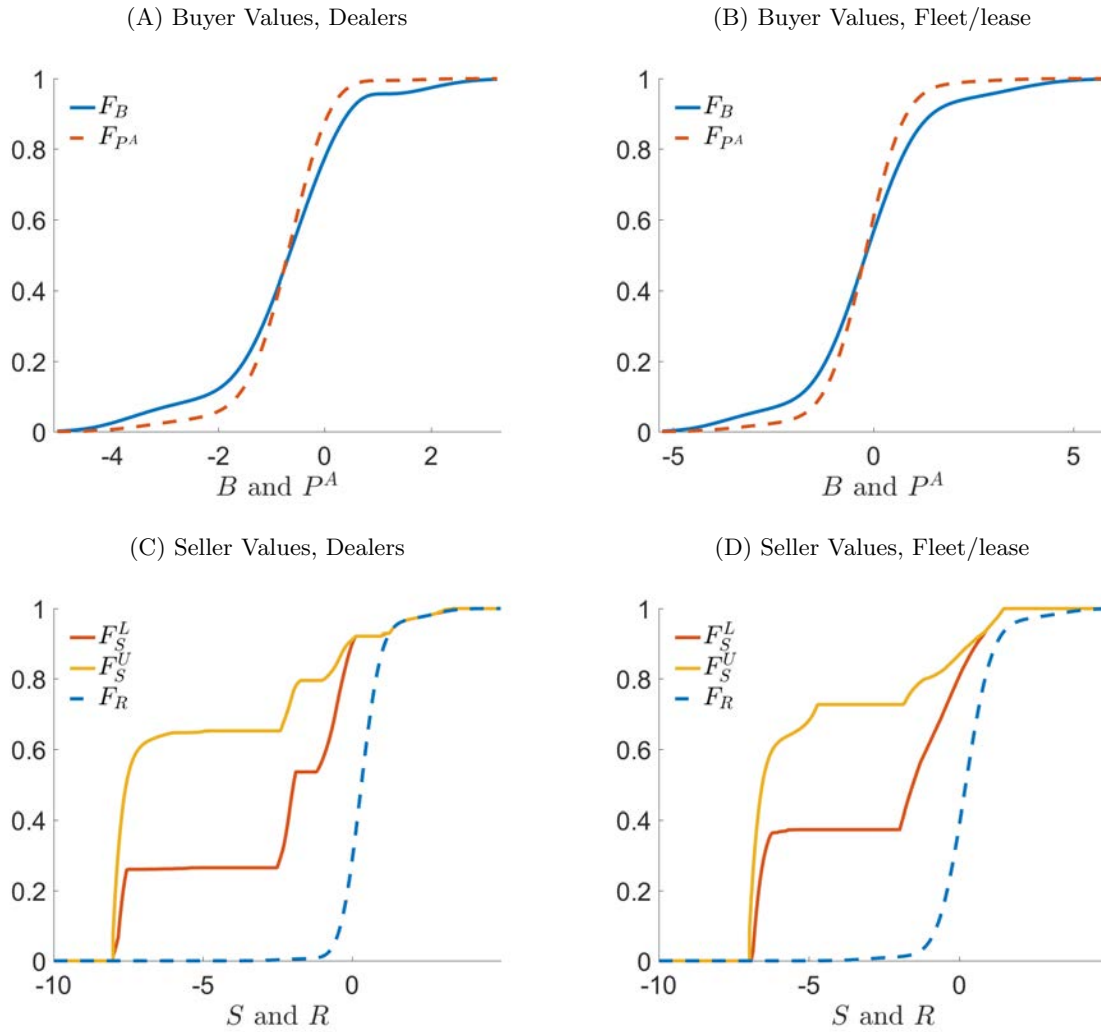 (A) Buyer Values, Dealers
1
0.8
0.6
0.4
0.2
0
F_B
F_{P^A}
-4 -2 0 2
B and P^A
(B) Buyer Values, Fleet/lease
1
0.8
0.6
0.4
0.2
0
F_B
F_{P^A}
-5 0 5
B and P^A
(C) Seller Values, Dealers
1
0.8
0.6
0.4
0.2
0
F_S^L
F_S^U
F_R
-10 -5 0
S and R
(D) Seller Values, Fleet/lease
1
0.8
0.6
0.4
0.2
0
F_S^L
F_S^U
F_R
-10 -5 0
S and R